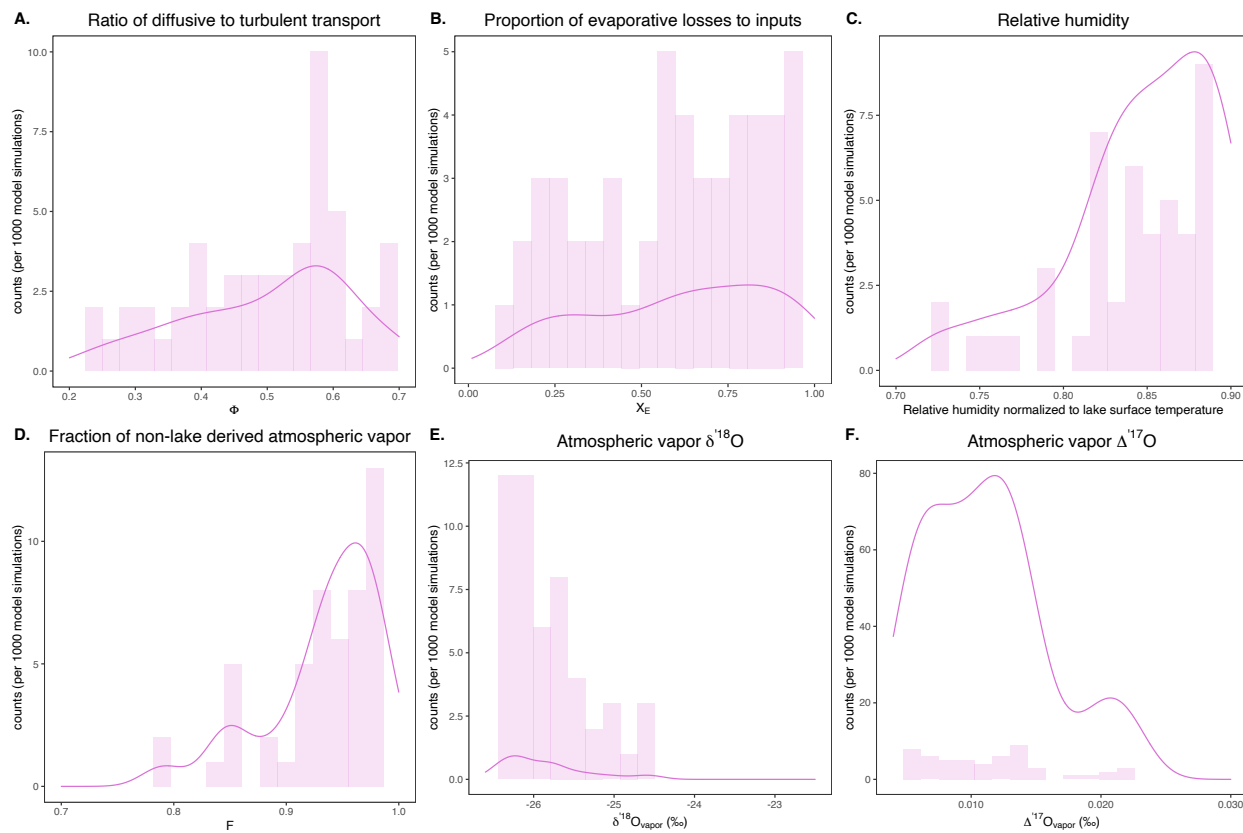 A. Ratio of diffusive to turbulent transport
counts (per 1000 model simulations)
10.0
7.5
5.0
2.5
0.0
0.2 0.3 0.4 0.5 0.6 0.7
Φ
B. Proportion of evaporative losses to inputs
counts (per 1000 model simulations)
5
4
3
2
1
0
0.00 0.25 0.50 0.75 1.00
X_E
C. Relative humidity
counts (per 1000 model simulations)
7.5
5.0
2.5
0.0
0.70 0.75 0.80 0.85 0.90
Relative humidity normalized to lake surface temperature
D. Fraction of non-lake derived atmospheric vapor
counts (per 1000 model simulations)
10
5
0
0.7 0.8 0.9 1.0
F
E. Atmospheric vapor δ'¹⁸O
counts (per 1000 model simulations)
12.5
10.0
7.5
5.0
2.5
0.0
-26 -25 -24 -23
δ'¹⁸O_vapor (‰)
F. Atmospheric vapor Δ'¹⁷O
counts (per 1000 model simulations)
80
60
40
20
0
0.010 0.020 0.030
Δ'¹⁷O_vapor (‰)